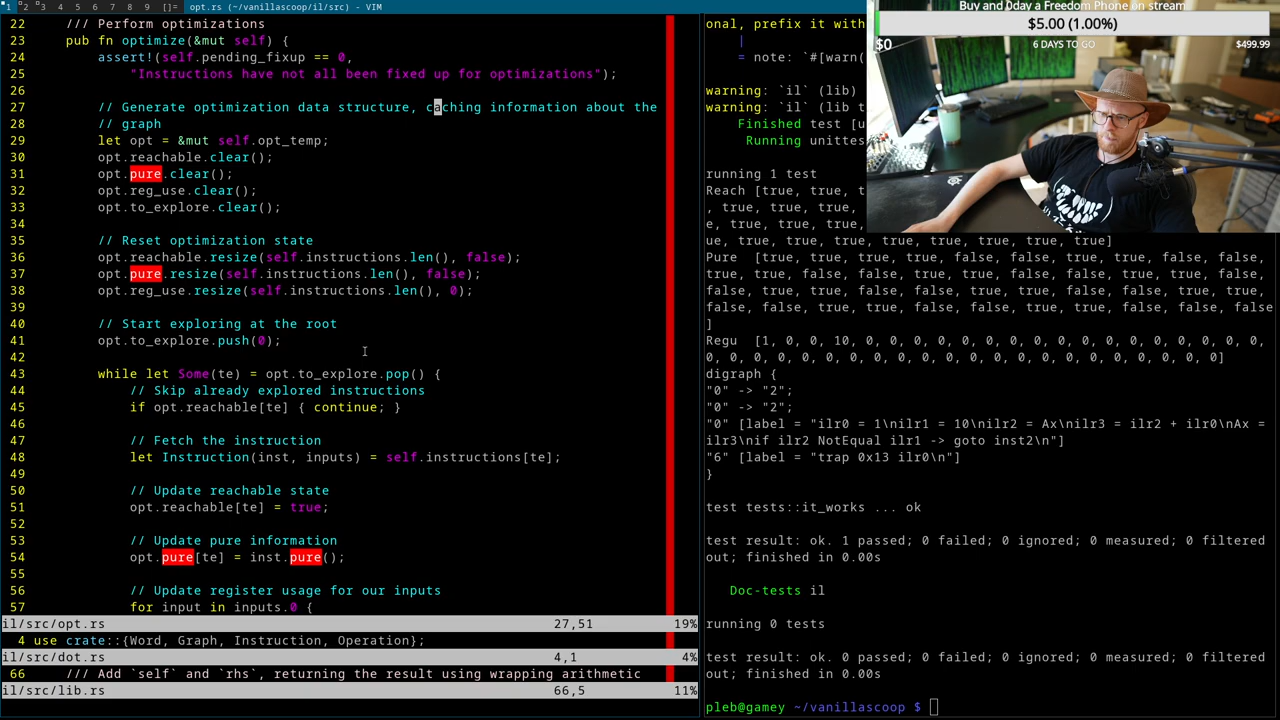 1 2 3 4 5 6 7 8 9 []= opt.rs (~/vanillascoop/il/src) - VIM
22     /// Perform optimizations
23     pub fn optimize(&mut self) {
24         assert!(self.pending_fixup == 0,
25             "Instructions have not all been fixed up for optimizations");
26
27         // Generate optimization data structure, caching information about the
28         // graph
29         let opt = &mut self.opt_temp;
30         opt.reachable.clear();
31         opt.pure.clear();
32         opt.reg_use.clear();
33         opt.to_explore.clear();
34
35         // Reset optimization state
36         opt.reachable.resize(self.instructions.len(), false);
37         opt.pure.resize(self.instructions.len(), false);
38         opt.reg_use.resize(self.instructions.len(), 0);
39
40         // Start exploring at the root
41         opt.to_explore.push(0);
42
43         while let Some(te) = opt.to_explore.pop() {
44             // Skip already explored instructions
45             if opt.reachable[te] { continue; }
46
47             // Fetch the instruction
48             let Instruction(inst, inputs) = self.instructions[te];
49
50             // Update reachable state
51             opt.reachable[te] = true;
52
53             // Update pure information
54             opt.pure[te] = inst.pure();
55
56             // Update register usage for our inputs
57             for input in inputs.0 {
il/src/opt.rs 27,51 19%
4 use crate::{Word, Graph, Instruction, Operation};
il/src/dot.rs 4,1 4%
66     /// Add `self` and `rhs`, returning the result using wrapping arithmetic
il/src/lib.rs 66,5 11%
onal, prefix it with
|
= note: `#[warn(
warning: `il` (lib)
warning: `il` (lib t
Finished test [u
Running unittes
running 1 test
Reach [true, true, t
, true, true, true,
e, true, true, true,
ue, true, true, true, true, true, true, true]
Pure  [true, true, true, true, false, false, true, false, false,
true, true, false, false, true, true, false, false, true, true,
false, false, true, true, false, false, true, true, false, true,
false, false, true, true, false, false, true, true, false, false
]
Regu  [1, 0, 0, 10, 0, 0, 0, 0, 0, 0, 0, 0, 0, 0, 0, 0, 0, 0, 0,
0, 0, 0, 0, 0, 0, 0, 0, 0, 0, 0, 0, 0, 0, 0, 0, 0, 0, 0, 0]
digraph {
"0" -> "2";
"0" -> "2";
"0" [label = "ilr0 = 1\nilr1 = 10\nilr2 = Ax\nilr3 = ilr2 + ilr0\nAx =
ilr3\nif ilr2 NotEqual ilr1 -> goto inst2\n"]
"6" [label = "trap 0x13 ilr0\n"]
}
test tests::it_works ... ok
test result: ok. 1 passed; 0 failed; 0 ignored; 0 measured; 0 filtered
out; finished in 0.00s
Doc-tests il
running 0 tests
test result: ok. 0 passed; 0 failed; 0 ignored; 0 measured; 0 filtered
out; finished in 0.00s
pleb@gamey ~/vanillascoop $
Buy and 0day a Freedom Phone on stream
$5.00 (1.00%)
$0 6 DAYS TO GO $499.99